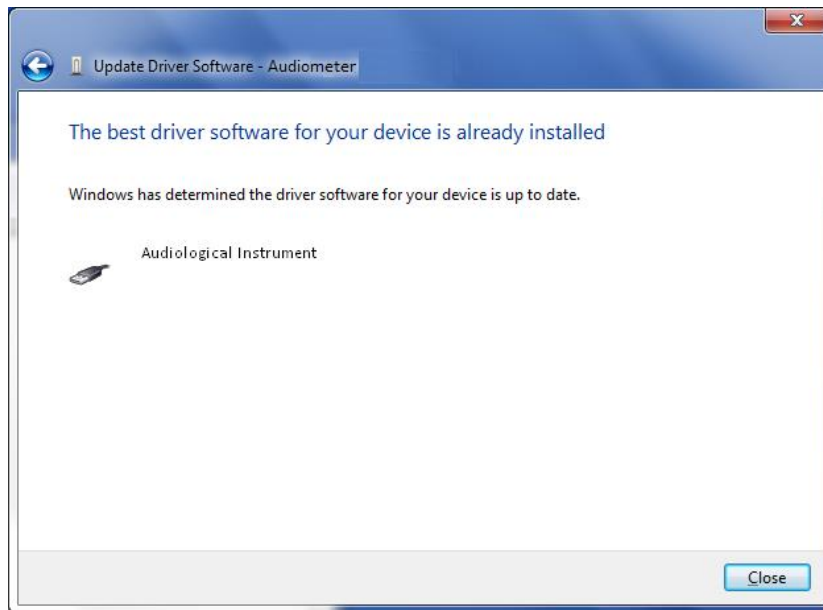 Update Driver Software - Audiometer
The best driver software for your device is already installed
Windows has determined the driver software for your device is up to date.
Audiological Instrument
Close